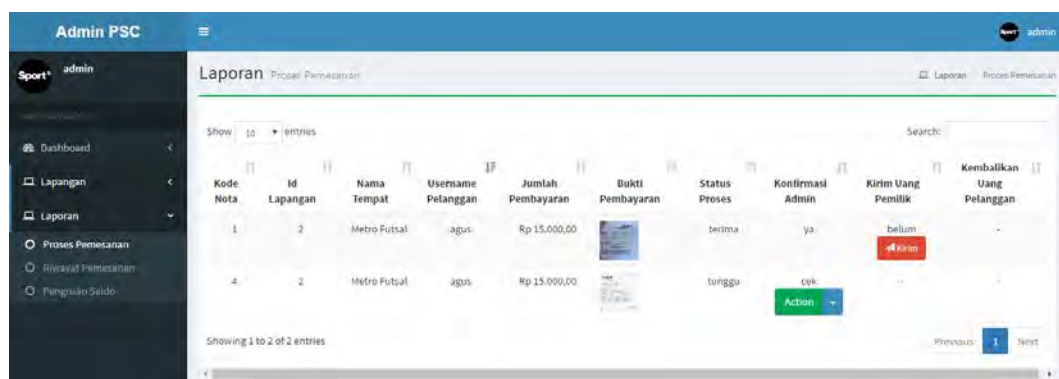 Admin PSC
admin
Sport*
admin
Dashboard
Lapangan
Laporan
Proses Pemesanan
Riwayat Pemesanan
Pengisian Saldo
Laporan Proses Pemesanan
Laporan Proses Pemesanan
Show 10 entries
Search:
Kode Nota
Id Lapangan
Nama Tempat
Username Pelanggan
Jumlah Pembayaran
Bukti Pembayaran
Status Proses
Konfirmasi Admin
Kirim Uang Pemilik
Kembalikan Uang Pelanggan
1 2 Metro Futsal agus Rp 15.000,00 terima ya belum -
Kirim
4 2 Metro Futsal agus Rp 15.000,00 tunggu cek - -
Action
Showing 1 to 2 of 2 entries
Previous 1 Next